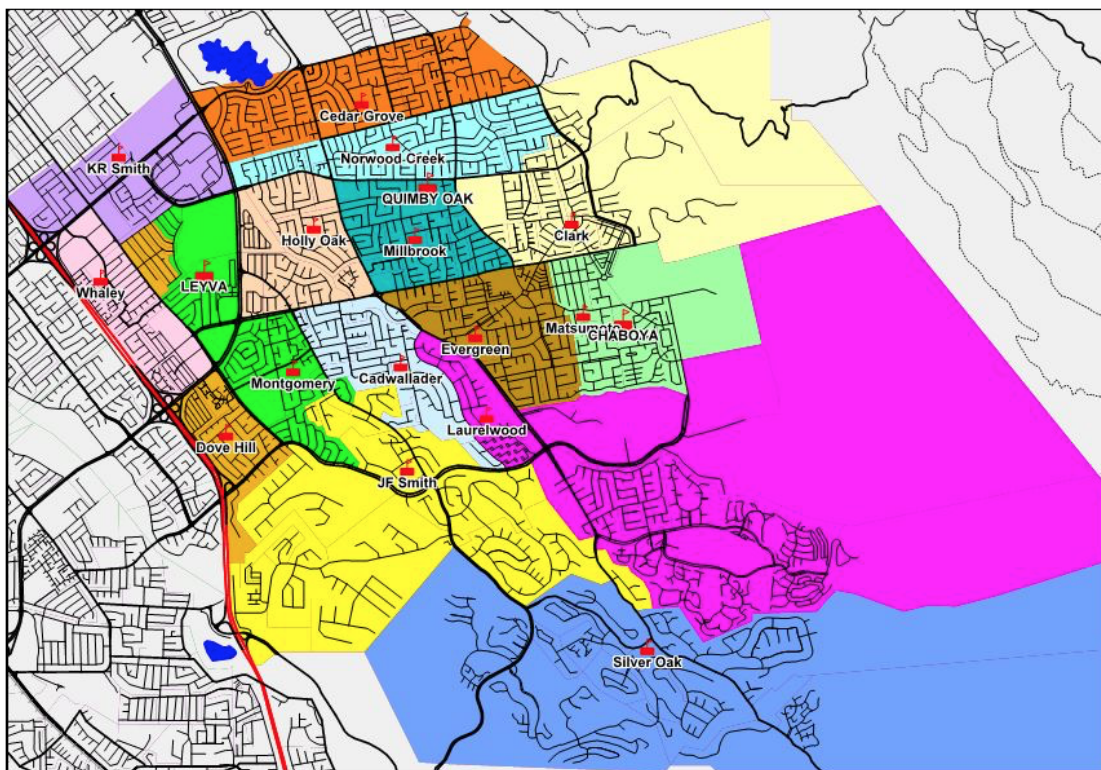 Cedar Grove
Norwood Creek
KR Smith
QUIMBY OAK
Holly Oak
Clark
Millbrook
LEYVA
Whaley
Matsumoto
CHABOYA
Evergreen
Montgomery
Cadwallader
Laurelwood
Dove Hill
JF Smith
Silver Oak